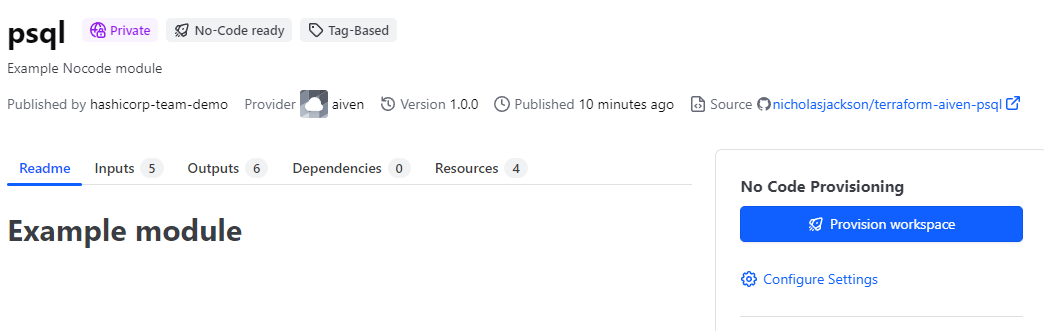 psql Private No-Code ready Tag-Based
Example Nocode module
Published by hashicorp-team-demo Provider aiven Version 1.0.0 Published 10 minutes ago Source nicholasjackson/terraform-aiven-psql
Readme Inputs 5 Outputs 6 Dependencies 0 Resources 4
Example module
No Code Provisioning
Provision workspace
Configure Settings